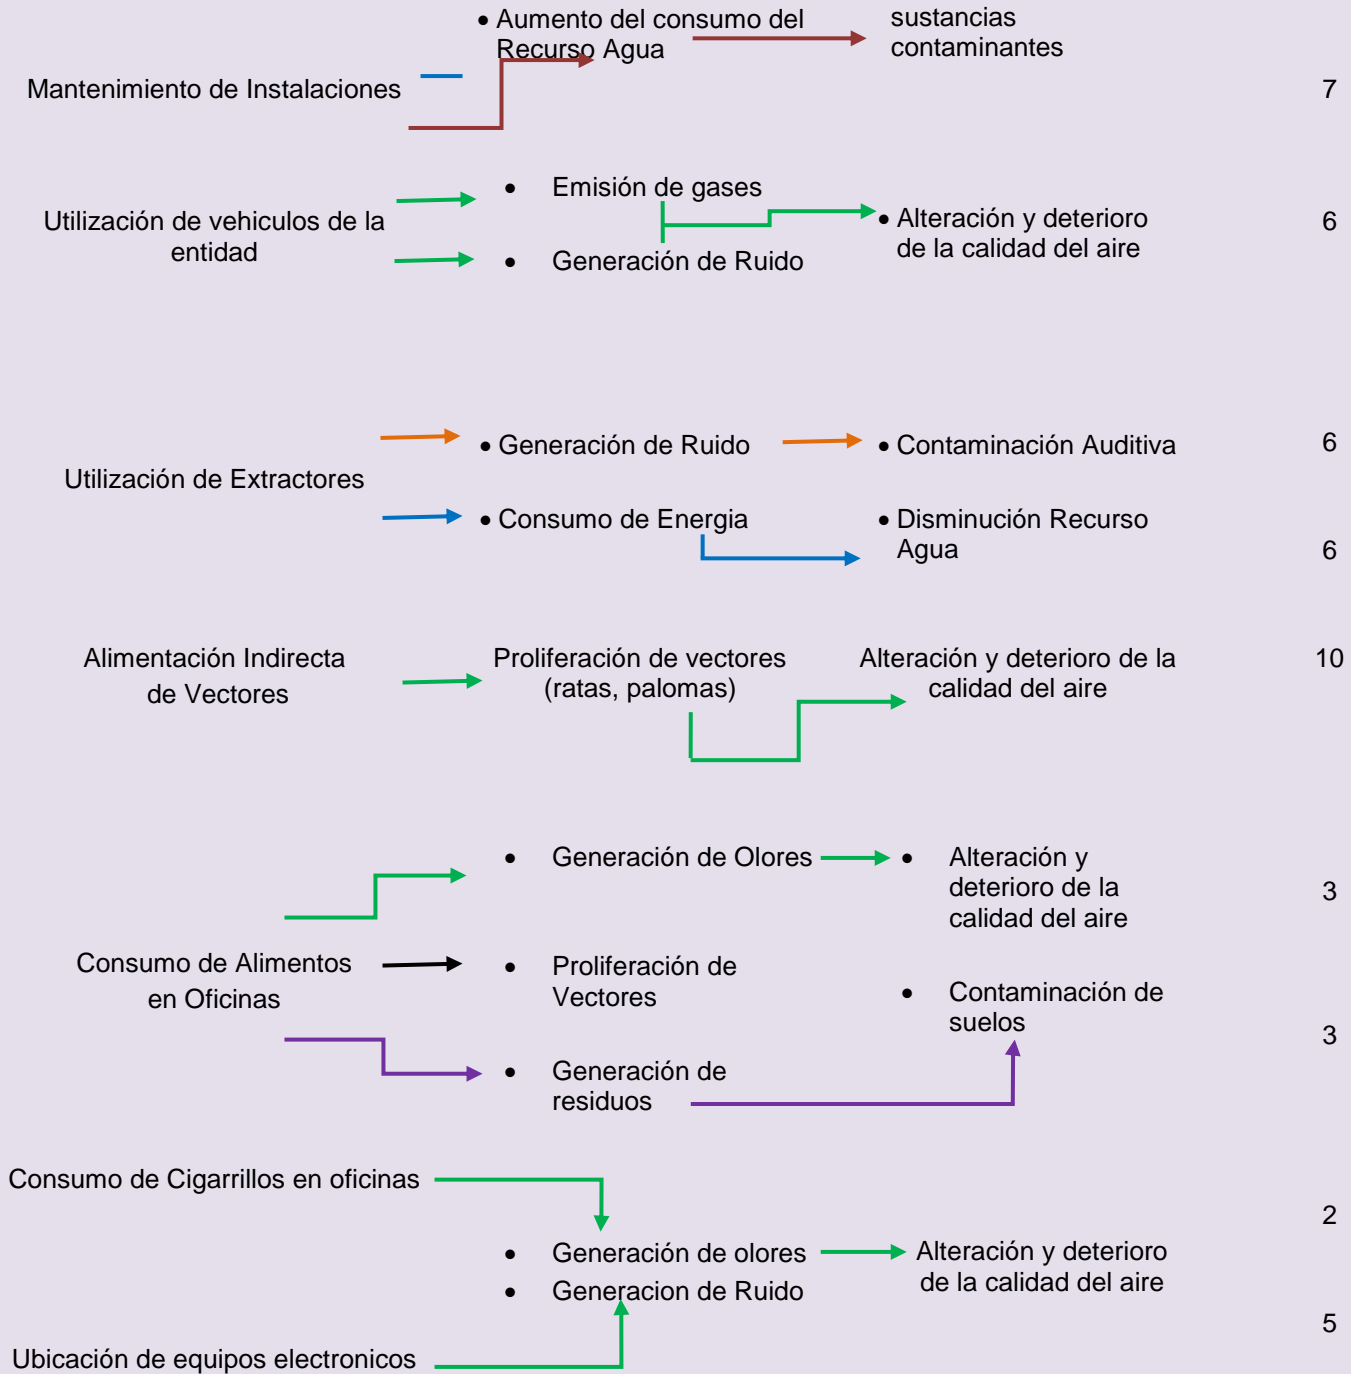 • Aumento del consumo del
Recurso Agua
sustancias
contaminantes
Mantenimiento de Instalaciones
7
Utilización de vehiculos de la
entidad
• Emisión de gases
• Generación de Ruido
• Alteración y deterioro
de la calidad del aire
6
Utilización de Extractores
• Generación de Ruido
• Contaminación Auditiva
6
• Consumo de Energia
• Disminución Recurso
Agua
6
Alimentación Indirecta
de Vectores
Proliferación de vectores
(ratas, palomas)
Alteración y deterioro de la
calidad del aire
10
Consumo de Alimentos
en Oficinas
• Generación de Olores
• Alteración y
deterioro de la
calidad del aire
3
• Proliferación de
Vectores
• Contaminación de
suelos
3
• Generación de
residuos
Consumo de Cigarrillos en oficinas
2
• Generación de olores
• Generacion de Ruido
Alteración y deterioro
de la calidad del aire
5
Ubicación de equipos electronicos